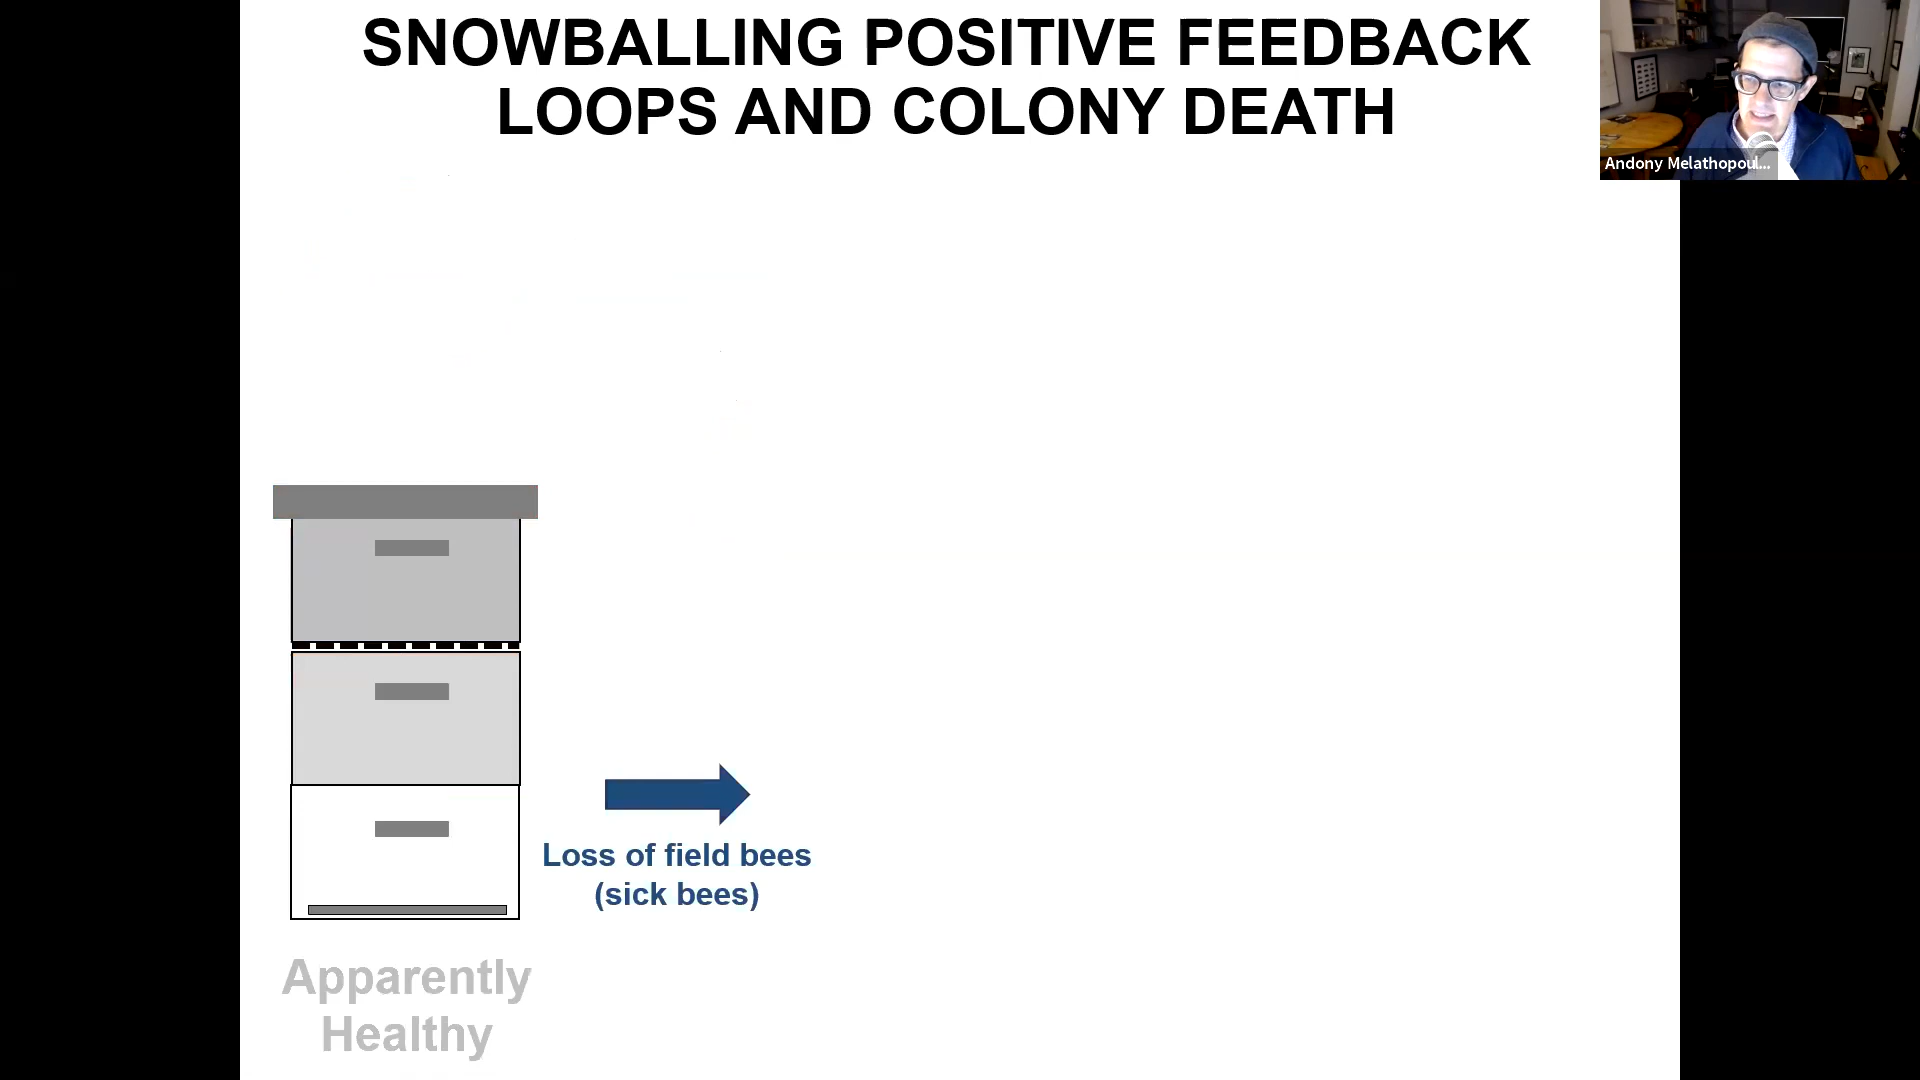 SNOWBALLING POSITIVE FEEDBACK
LOOPS AND COLONY DEATH
Andony Melathopoul...
Loss of field bees
(sick bees)
Apparently
Healthy